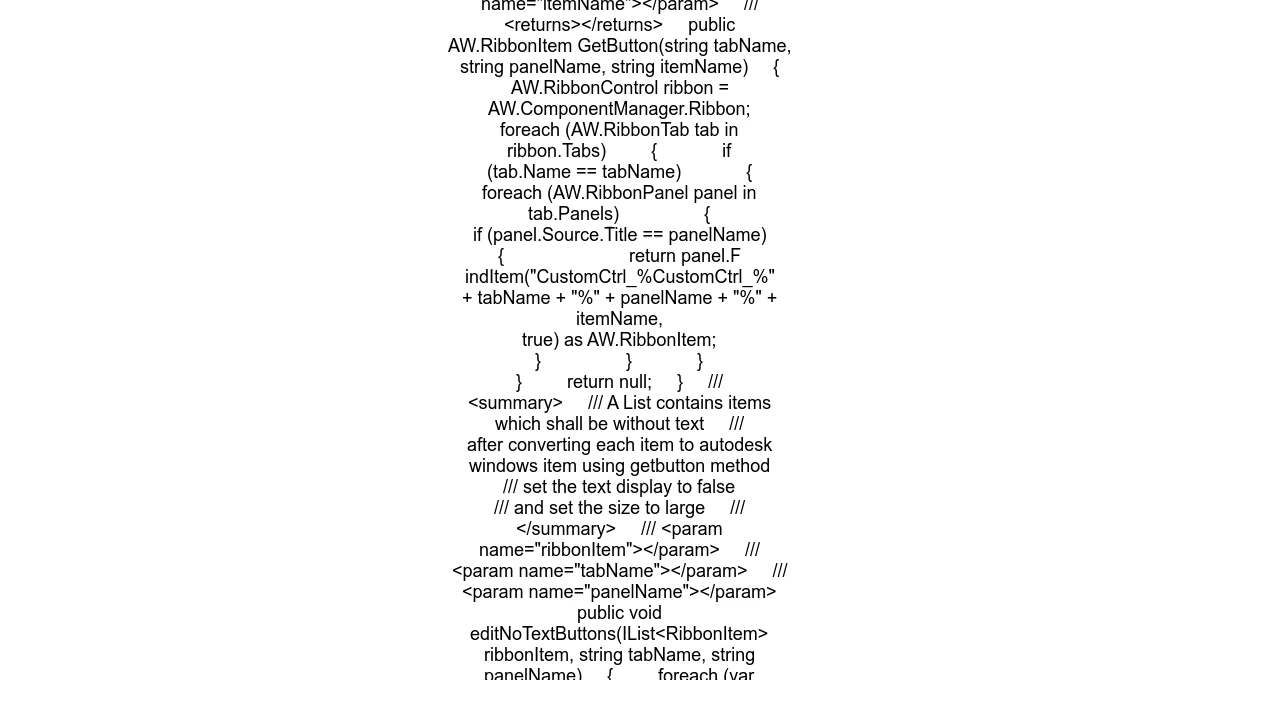 name="itemName"></param>     ///
<returns></returns>     public
AW.RibbonItem GetButton(string tabName,
string panelName, string itemName)     {
AW.RibbonControl ribbon =
AW.ComponentManager.Ribbon;
foreach (AW.RibbonTab tab in
ribbon.Tabs)         {             if
(tab.Name == tabName)             {
foreach (AW.RibbonPanel panel in
tab.Panels)                 {
if (panel.Source.Title == panelName)
{                         return panel.F
indItem("CustomCtrl_%CustomCtrl_%"
+ tabName + "%" + panelName + "%" +
itemName,
true) as AW.RibbonItem;
}                 }             }
}         return null;     }     ///
<summary>     /// A List contains items
which shall be without text     ///
after converting each item to autodesk
windows item using getbutton method
/// set the text display to false
/// and set the size to large     ///
</summary>     /// <param
name="ribbonItem"></param>     ///
<param name="tabName"></param>     ///
<param name="panelName"></param>
public void
editNoTextButtons(IList<RibbonItem>
ribbonItem, string tabName, string
panelName)     {         foreach (var